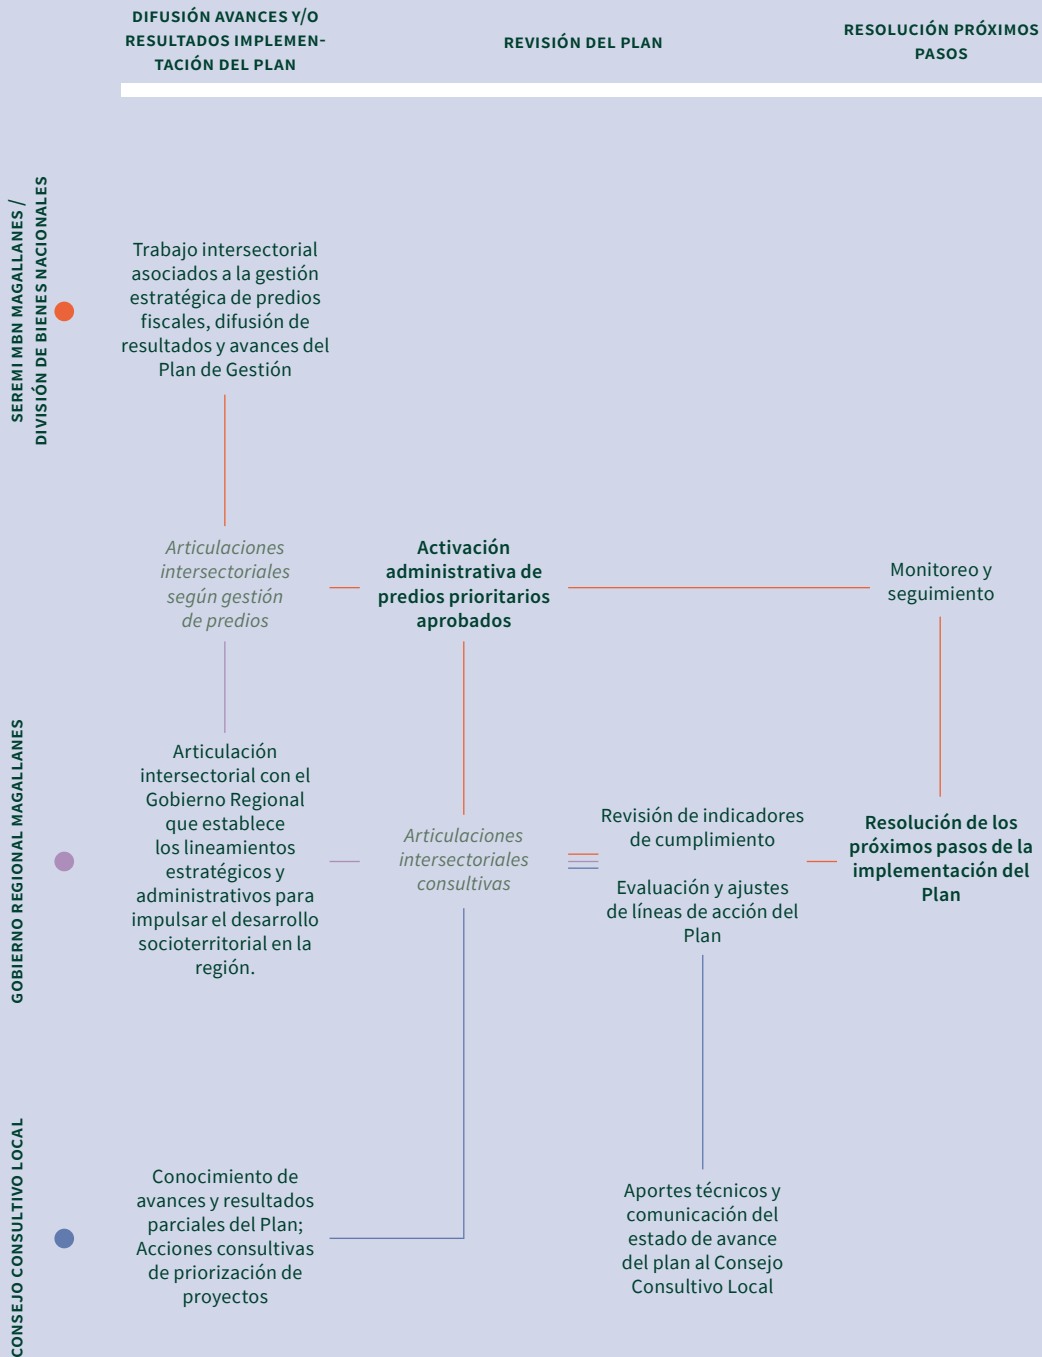 DIFUSIÓN AVANCES Y/O
RESULTADOS IMPLEMEN-
TACIÓN DEL PLAN
REVISIÓN DEL PLAN
RESOLUCIÓN PRÓXIMOS
PASOS
SEREMI MBN MAGALLANES /
DIVISIÓN DE BIENES NACIONALES
Trabajo intersectorial
asociados a la gestión
estratégica de predios
fiscales, difusión de
resultados y avances del
Plan de Gestión
Articulaciones
intersectoriales
según gestión
de predios
Activación
administrativa de
predios prioritarios
aprobados
Monitoreo y
seguimiento
GOBIERNO REGIONAL MAGALLANES
Articulación
intersectorial con el
Gobierno Regional
que establece
los lineamientos
estratégicos y
administrativos para
impulsar el desarrollo
socioterritorial en la
región.
Articulaciones
intersectoriales
consultivas
Revisión de indicadores
de cumplimiento
Evaluación y ajustes
de líneas de acción del
Plan
Resolución de los
próximos pasos de la
implementación del
Plan
CONSEJO CONSULTIVO LOCAL
Conocimiento de
avances y resultados
parciales del Plan;
Acciones consultivas
de priorización de
proyectos
Aportes técnicos y
comunicación del
estado de avance
del plan al Consejo
Consultivo Local